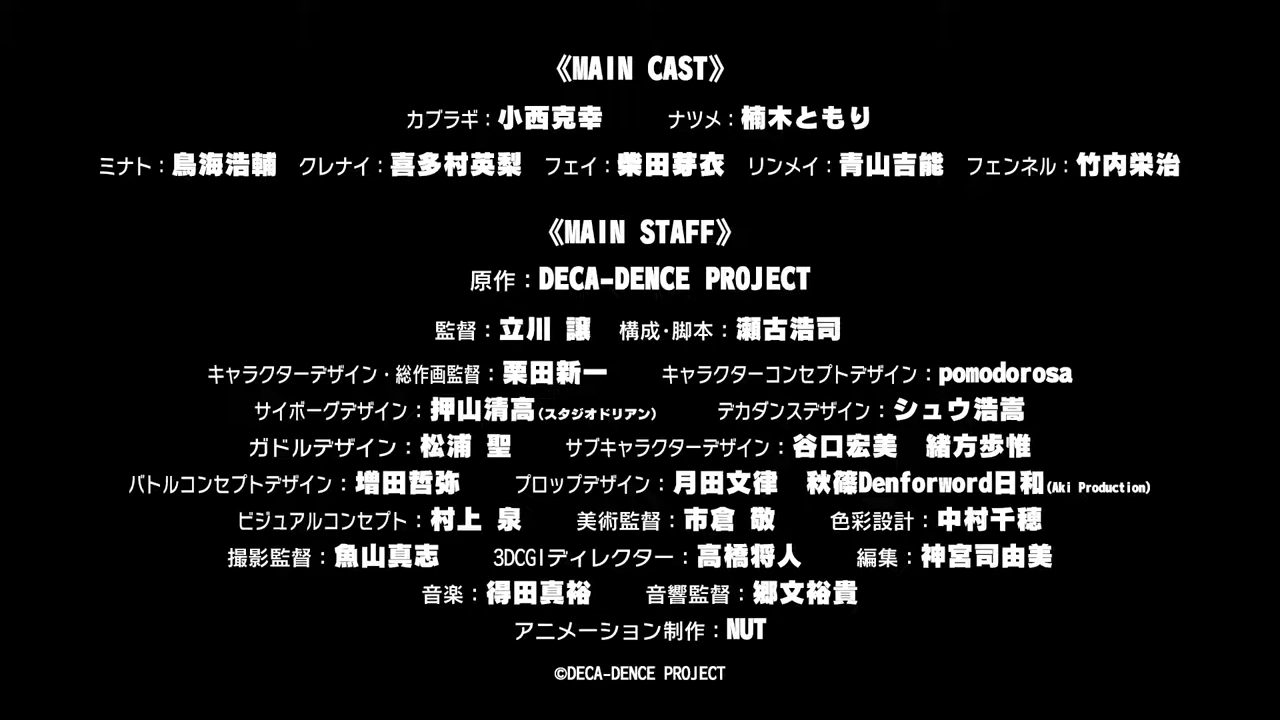 《MAIN CAST》
カブラギ：小西克幸　ナツメ：楠木ともり
ミナト：鳥海浩輔　クレナイ：喜多村英梨　フェイ：柴田芽衣　リンメイ：青山吉能　フェンネル：竹内栄治
《MAIN STAFF》
原作：DECA-DENCE PROJECT
監督：立川 譲　構成・脚本：瀬古浩司
キャラクターデザイン・総作画監督：栗田新一　キャラクターコンセプトデザイン：pomodorosa
サイボーグデザイン：押山清高(スタジオドリアン)　デカダンスデザイン：シュウ浩嵩
ガドルデザイン：松浦 聖　サブキャラクターデザイン：谷口宏美　緒方歩惟
バトルコンセプトデザイン：増田哲弥　プロップデザイン：月田文律　秋篠Denforword日和(Aki Production)
ビジュアルコンセプト：村上 泉　美術監督：市倉 敬　色彩設計：中村千穂
撮影監督：魚山真志　3DCGIディレクター：高橋将人　編集：神宮司由美
音楽：得田真裕　音響監督：郷文裕貴
アニメーション制作：NUT
©DECA-DENCE PROJECT